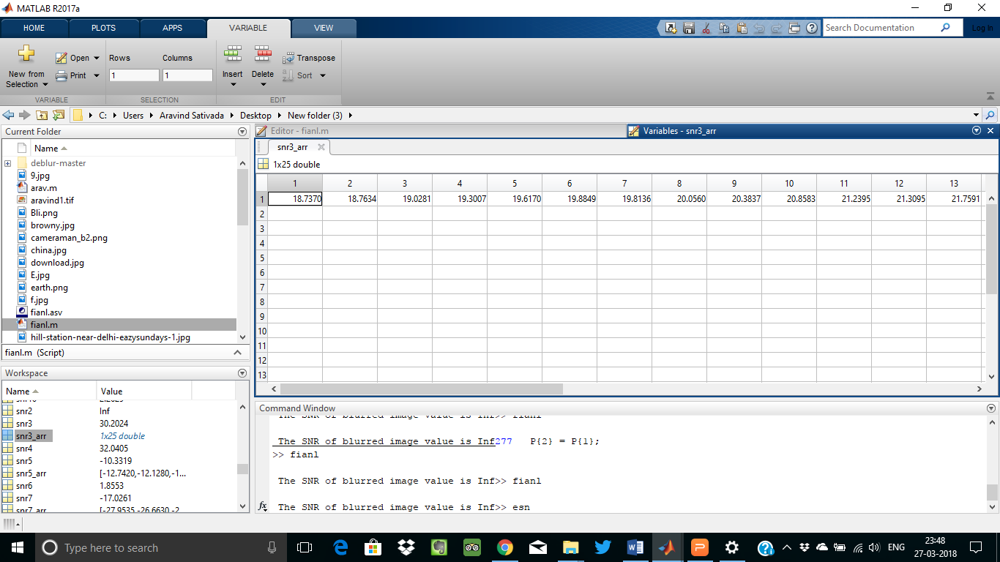 MATLAB R2017a
HOME PLOTS APPS VARIABLE VIEW
Search Documentation
Log In
New from Selection
Open
Print
VARIABLE
Rows Columns
1 1
SELECTION
Insert
Delete
Transpose
Sort
EDIT
C: Users Aravind Sativada Desktop New folder (3)
Current Folder
Name
deblur-master
9.jpg
arav.m
aravind1.tif
Bli.png
browny.jpg
cameraman_b2.png
china.jpg
download.jpg
E.jpg
earth.png
f.jpg
fianl.asv
fianl.m
hill-station-near-delhi-eazysundays-1.jpg
fianl.m (Script)
Workspace
Name Value
snr2 Inf
snr3 30.2024
snr3_arr 1x25 double
snr4 32.0405
snr5 -10.3319
snr5_arr [-12.7420,-12.1280,-1...
snr6 1.8553
snr7 -17.0261
snr7_arr [-27.9535,-26.6630,-2
Editor - fianl.m
Variables - snr3_arr
snr3_arr
1x25 double
1 2 3 4 5 6 7 8 9 10 11 12 13
1 18.7370 18.7634 19.0281 19.3007 19.6170 19.8849 19.8136 20.0560 20.3837 20.8583 21.2395 21.3095 21.7591
2
3
4
5
6
7
8
9
10
11
12
13
Command Window
The SNR of blurred image value is Inf>> fianl
The SNR of blurred image value is Inf277 P{2} = P{1};
>> fianl
The SNR of blurred image value is Inf>> fianl
fx The SNR of blurred image value is Inf>> esn
Type here to search
ENG
23:48
27-03-2018